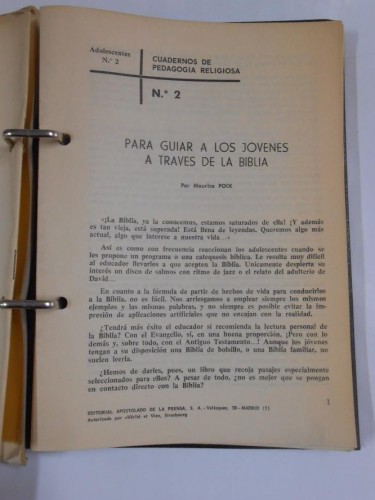 Adolescentes
N.º 2
CUADERNOS DE
PEDAGOGIA RELIGIOSA
N.º 2
PARA GUIAR A LOS JOVENES
A TRAVES DE LA BIBLIA
Por Maurice POCK
«¡La Biblia, ya la conocemos, estamos saturados de ella! ¡Y además
es tan vieja, está superada! Está llena de leyendas. Queremos algo más
actual, algo que interese a nuestra vida...»
Así es como con frecuencia reaccionan los adolescentes cuando se
les propone un programa o una catequesis bíblica. Le resulta muy difícil
al educador llevarlos a que acepten la Biblia. Unicamente despierta su
interés un disco de salmos con ritmo de jazz o el relato del adulterio de
David...
En cuanto a la fórmula de partir de hechos de vida para conducirlos
a la Biblia, no es fácil. Nos arriesgamos a emplear siempre los mismos
ejemplos y las mismas palabras, y no siempre es posible evitar la im-
presión de aplicaciones artificiales que no encajan con la realidad.
¿Tendrá más éxito el educador si recomienda la lectura personal de
la Biblia? Con el Evangelio, sí, en una buena proporción, ¡Pero con lo
demás y, sobre todo, con el Antiguo Testamento...! Aunque los jóvenes
tengan a su disposición una Biblia de bolsillo, o una Biblia familiar, no
suelen leerla.
¿Hemos de darles, pues, un libro que recoja pasajes especialmente
seleccionados para ellos? A pesar de todo, ¿no es mejor que se pongan
en contacto directo con la Biblia?
1
EDITORIAL APOSTOLADO DE LA PRENSA, S. A.-Velázquez, 28-MADRID (1)
Autorizado por «Vérité et Vie», Strasbourg